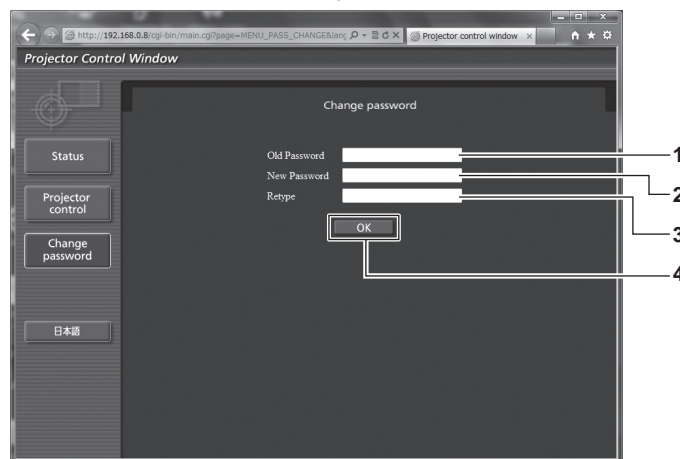 http://192.168.0.8/cgi-bin/main.cgi?page=MENU_PASS_CHANGE&lang
Projector control window
Projector Control Window
Change password
Status
Old Password
1
New Password
2
Projector
control
Retype
3
OK
Change
password
4
日本語